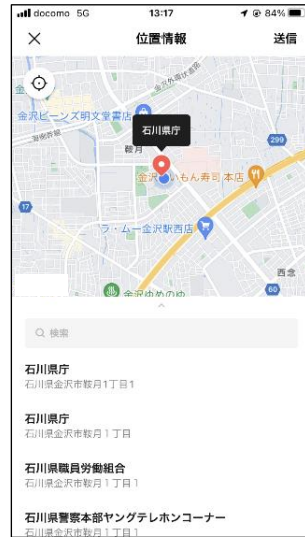 docomo 5G 13:17 84%
位置情報 送信
金沢ビーンズ明文堂書店
石川県庁
鞍月
299
金沢まいもん寿司 本店
17
ラ・ムー金沢駅西店
西念
金沢ゆめのゆ
60
検索
石川県庁
石川県金沢市鞍月1丁目1
石川県庁
石川県金沢市鞍月1丁目
石川県職員労働組合
石川県金沢市鞍月1丁目1
石川県警察本部ヤングテレホンコーナー
石川県金沢市鞍月1丁目1